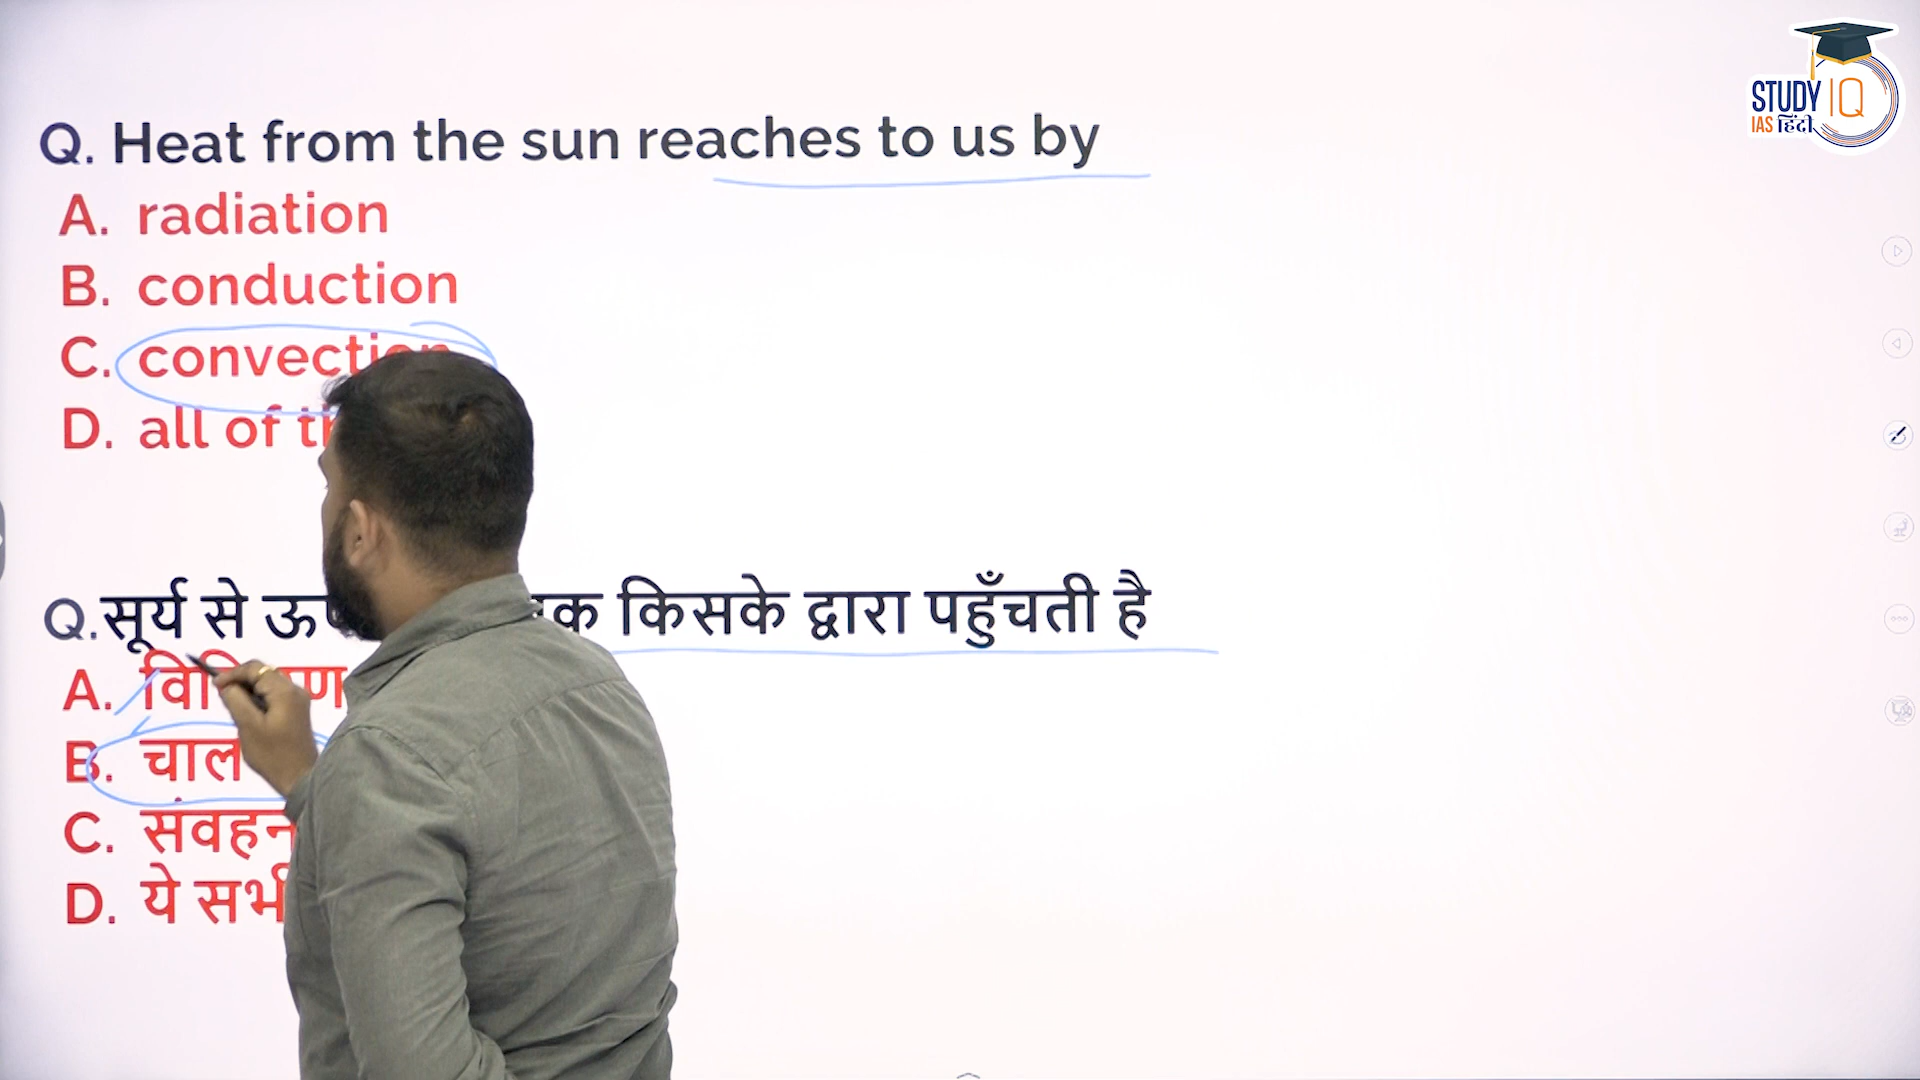 STUDY IQ
IAS हिंदी
Q. Heat from the sun reaches to us by
A. radiation
B. conduction
C. convection
D. all of
Q.सूर्य से किसके द्वारा पहुँचती है
A.
B.
C. संवहन
D. ये सभी